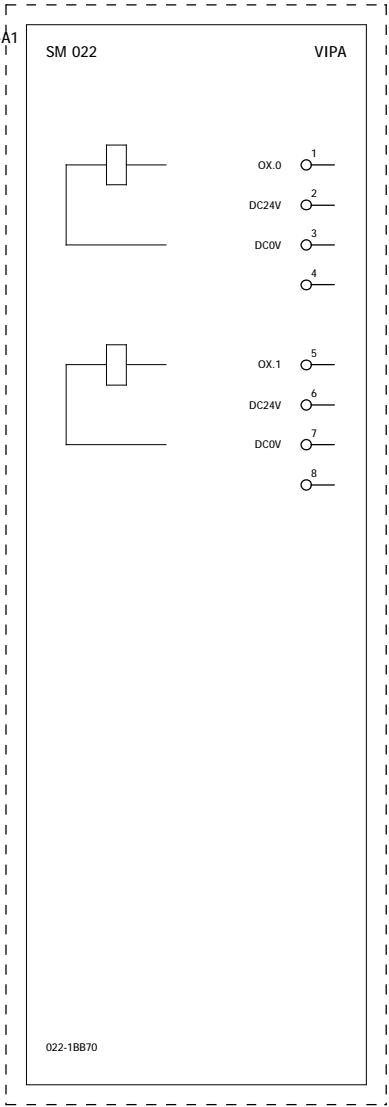 A1
SM 022 VIPA
OX.0 1
DC24V 2
DC0V 3
4
OX.1 5
DC24V 6
DC0V 7
8
022-1BB70